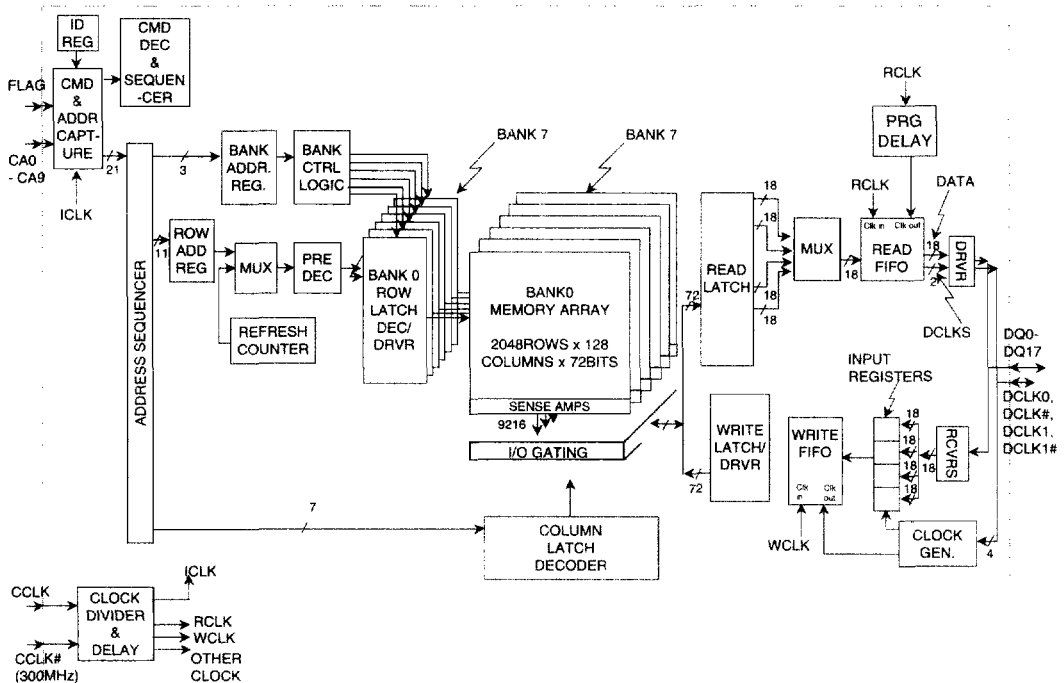 ID
REG
CMD
DEC
&
SEQUEN
-CER
FLAG
CMD
&
ADDR
CAPT-
URE
CA0
- CA9
21
ICLK
ADDRESS SEQUENCER
3
BANK
ADDR.
REG.
BANK
CTRL
LOGIC
11
ROW
ADD
REG
MUX
PRE
DEC
REFRESH
COUNTER
BANK 0
ROW
LATCH
DEC/
DRVR
BANK 7
BANK 7
BANK0
MEMORY ARRAY
2048ROWS x 128
COLUMNS x 72BITS
SENSE AMPS
9216
I/O GATING
7
COLUMN
LATCH
DECODER
72
READ
LATCH
18
18
18
18
MUX
18
RCLK
PRG
DELAY
RCLK
Clk in
Clk out
READ
FIFO
DATA
18
2
DRVR
DCLKS
DQ0-
DQ17
DCLK0,
DCLK#,
DCLK1,
DCLK1#
INPUT
REGISTERS
18
18
18
18
18
RCVRS
WRITE
FIFO
Clk
in
Clk
out
WCLK
CLOCK
GEN.
4
WRITE
LATCH/
DRVR
72
CCLK
CCLK#
(300MHz)
CLOCK
DIVIDER
&
DELAY
ICLK
RCLK
WCLK
OTHER
CLOCK